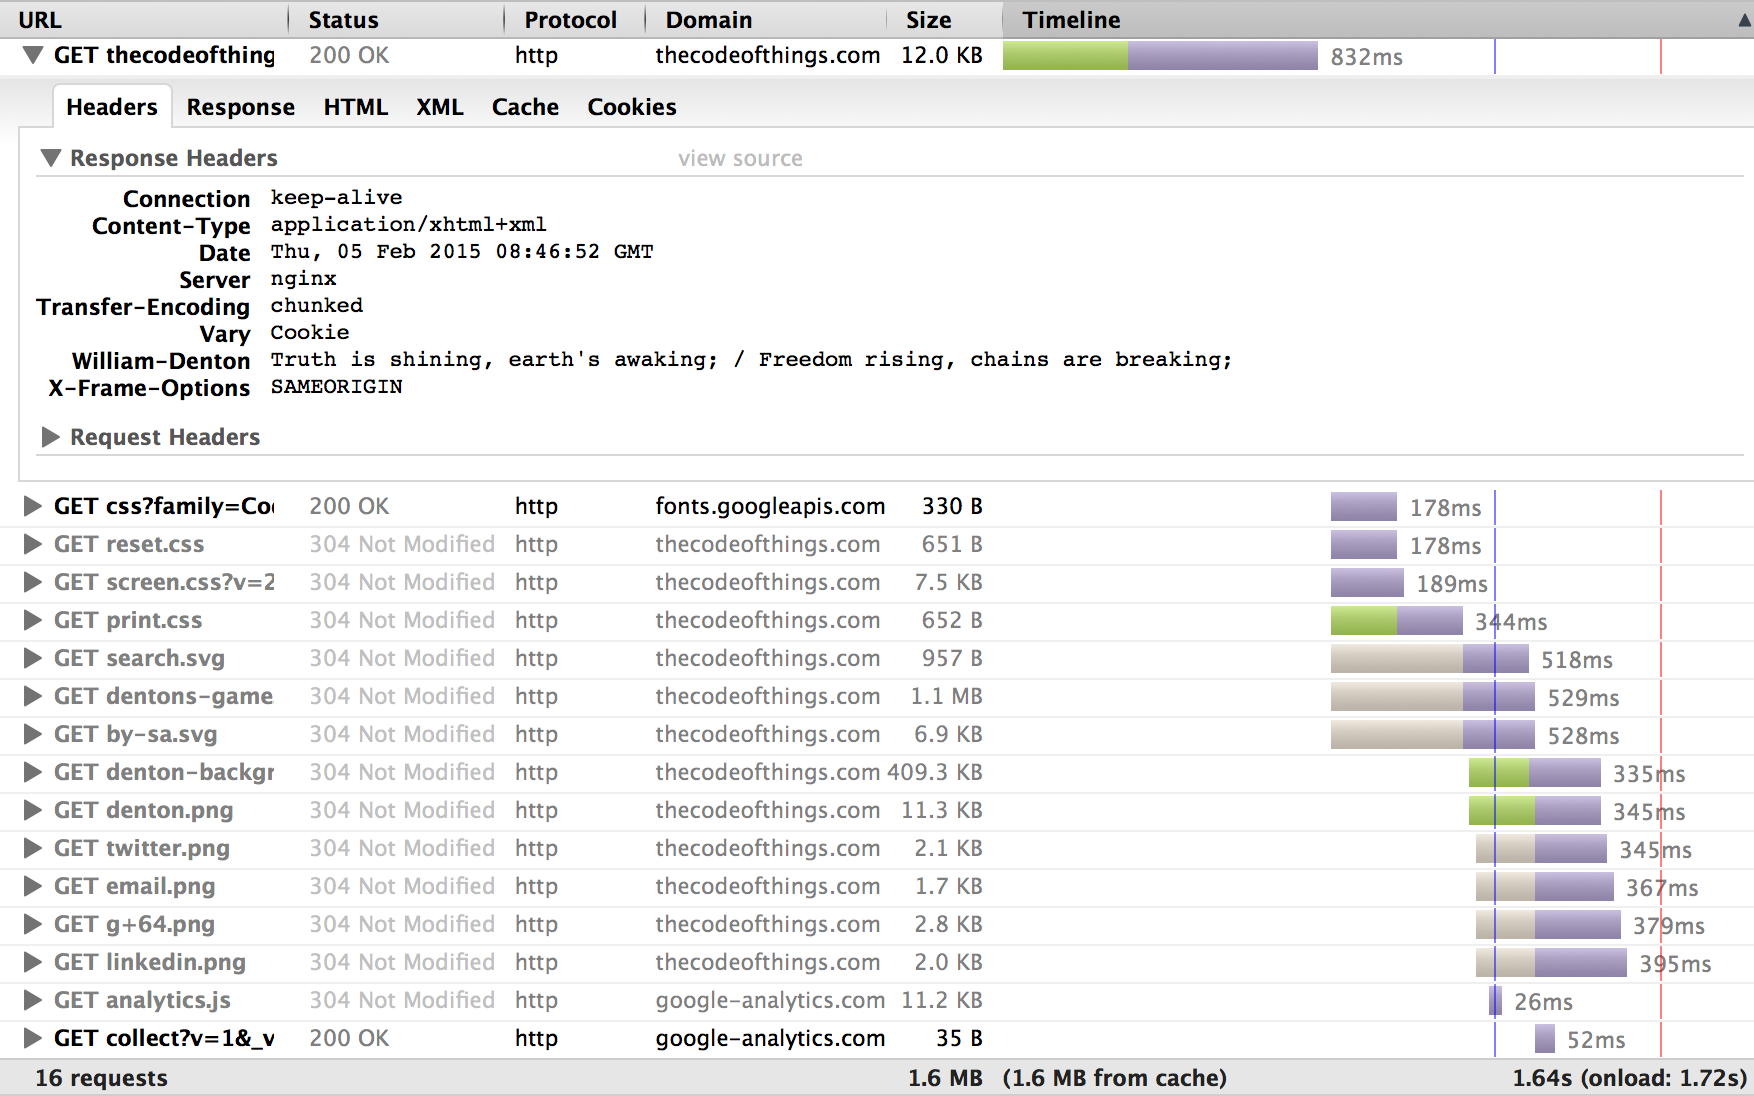 URL Status Protocol Domain Size Timeline
GET thecodeofthing 200 OK http thecodeofthings.com 12.0 KB 832ms
Headers Response HTML XML Cache Cookies
Response Headers view source
Connection keep-alive
Content-Type application/xhtml+xml
Date Thu, 05 Feb 2015 08:46:52 GMT
Server nginx
Transfer-Encoding chunked
Vary Cookie
William-Denton Truth is shining, earth's awaking; / Freedom rising, chains are breaking;
X-Frame-Options SAMEORIGIN
Request Headers
GET css?family=Co 200 OK http fonts.googleapis.com 330 B 178ms
GET reset.css 304 Not Modified http thecodeofthings.com 651 B 178ms
GET screen.css?v=2 304 Not Modified http thecodeofthings.com 7.5 KB 189ms
GET print.css 304 Not Modified http thecodeofthings.com 652 B 344ms
GET search.svg 304 Not Modified http thecodeofthings.com 957 B 518ms
GET dentons-game 304 Not Modified http thecodeofthings.com 1.1 MB 529ms
GET by-sa.svg 304 Not Modified http thecodeofthings.com 6.9 KB 528ms
GET denton-backgr 304 Not Modified http thecodeofthings.com 409.3 KB 335ms
GET denton.png 304 Not Modified http thecodeofthings.com 11.3 KB 345ms
GET twitter.png 304 Not Modified http thecodeofthings.com 2.1 KB 345ms
GET email.png 304 Not Modified http thecodeofthings.com 1.7 KB 367ms
GET g+64.png 304 Not Modified http thecodeofthings.com 2.8 KB 379ms
GET linkedin.png 304 Not Modified http thecodeofthings.com 2.0 KB 395ms
GET analytics.js 304 Not Modified http google-analytics.com 11.2 KB 26ms
GET collect?v=1&_v 200 OK http google-analytics.com 35 B 52ms
16 requests 1.6 MB (1.6 MB from cache) 1.64s (onload: 1.72s)